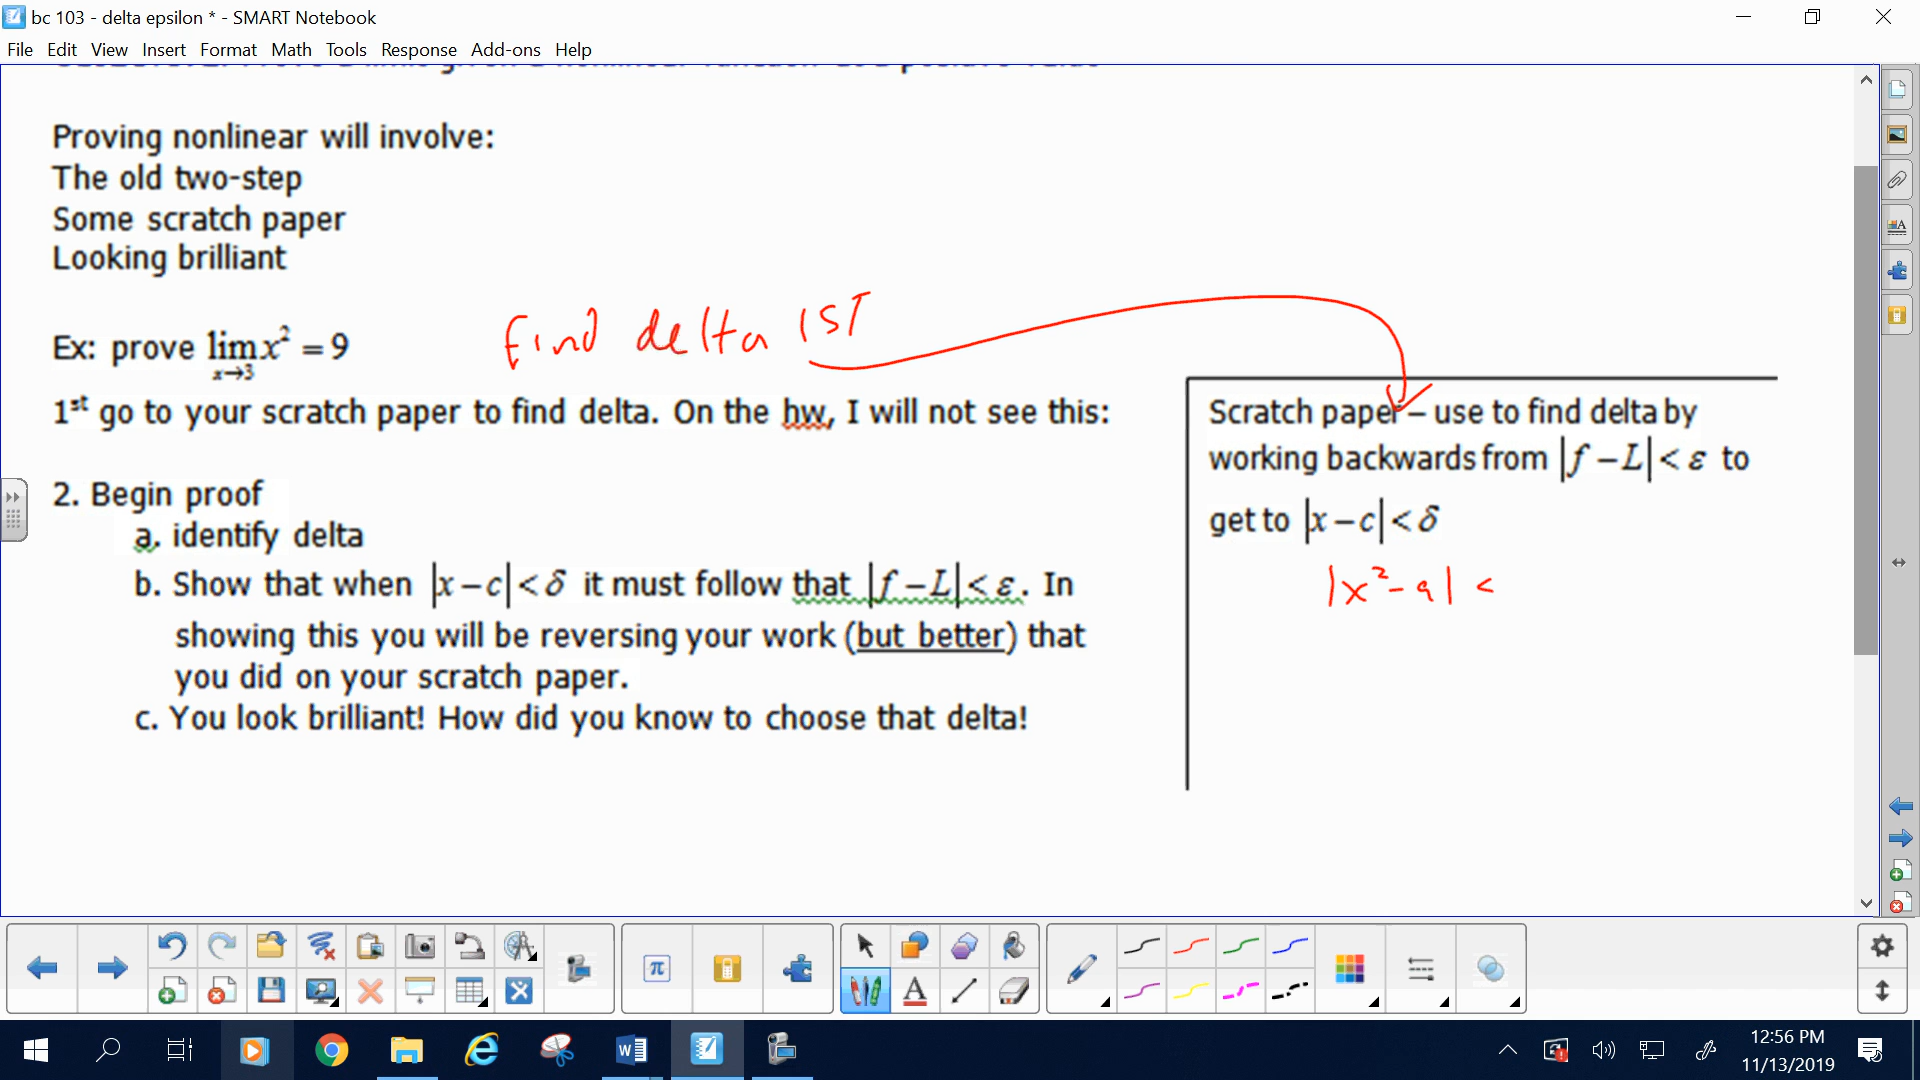 bc 103 - delta epsilon * - SMART Notebook
File Edit View Insert Format Math Tools Response Add-ons Help
Proving nonlinear will involve:
The old two-step
Some scratch paper
Looking brilliant
Ex: prove lim x² = 9
x→3
find delta 1ST
1st go to your scratch paper to find delta. On the hw, I will not see this:
2. Begin proof
a. identify delta
b. Show that when |x – c| < δ it must follow that |f – L| < ε. In
showing this you will be reversing your work (but better) that
you did on your scratch paper.
c. You look brilliant! How did you know to choose that delta!
Scratch paper – use to find delta by
working backwards from |f – L| < ε to
get to |x – c| < δ
|x² - 9| <
12:56 PM
11/13/2019